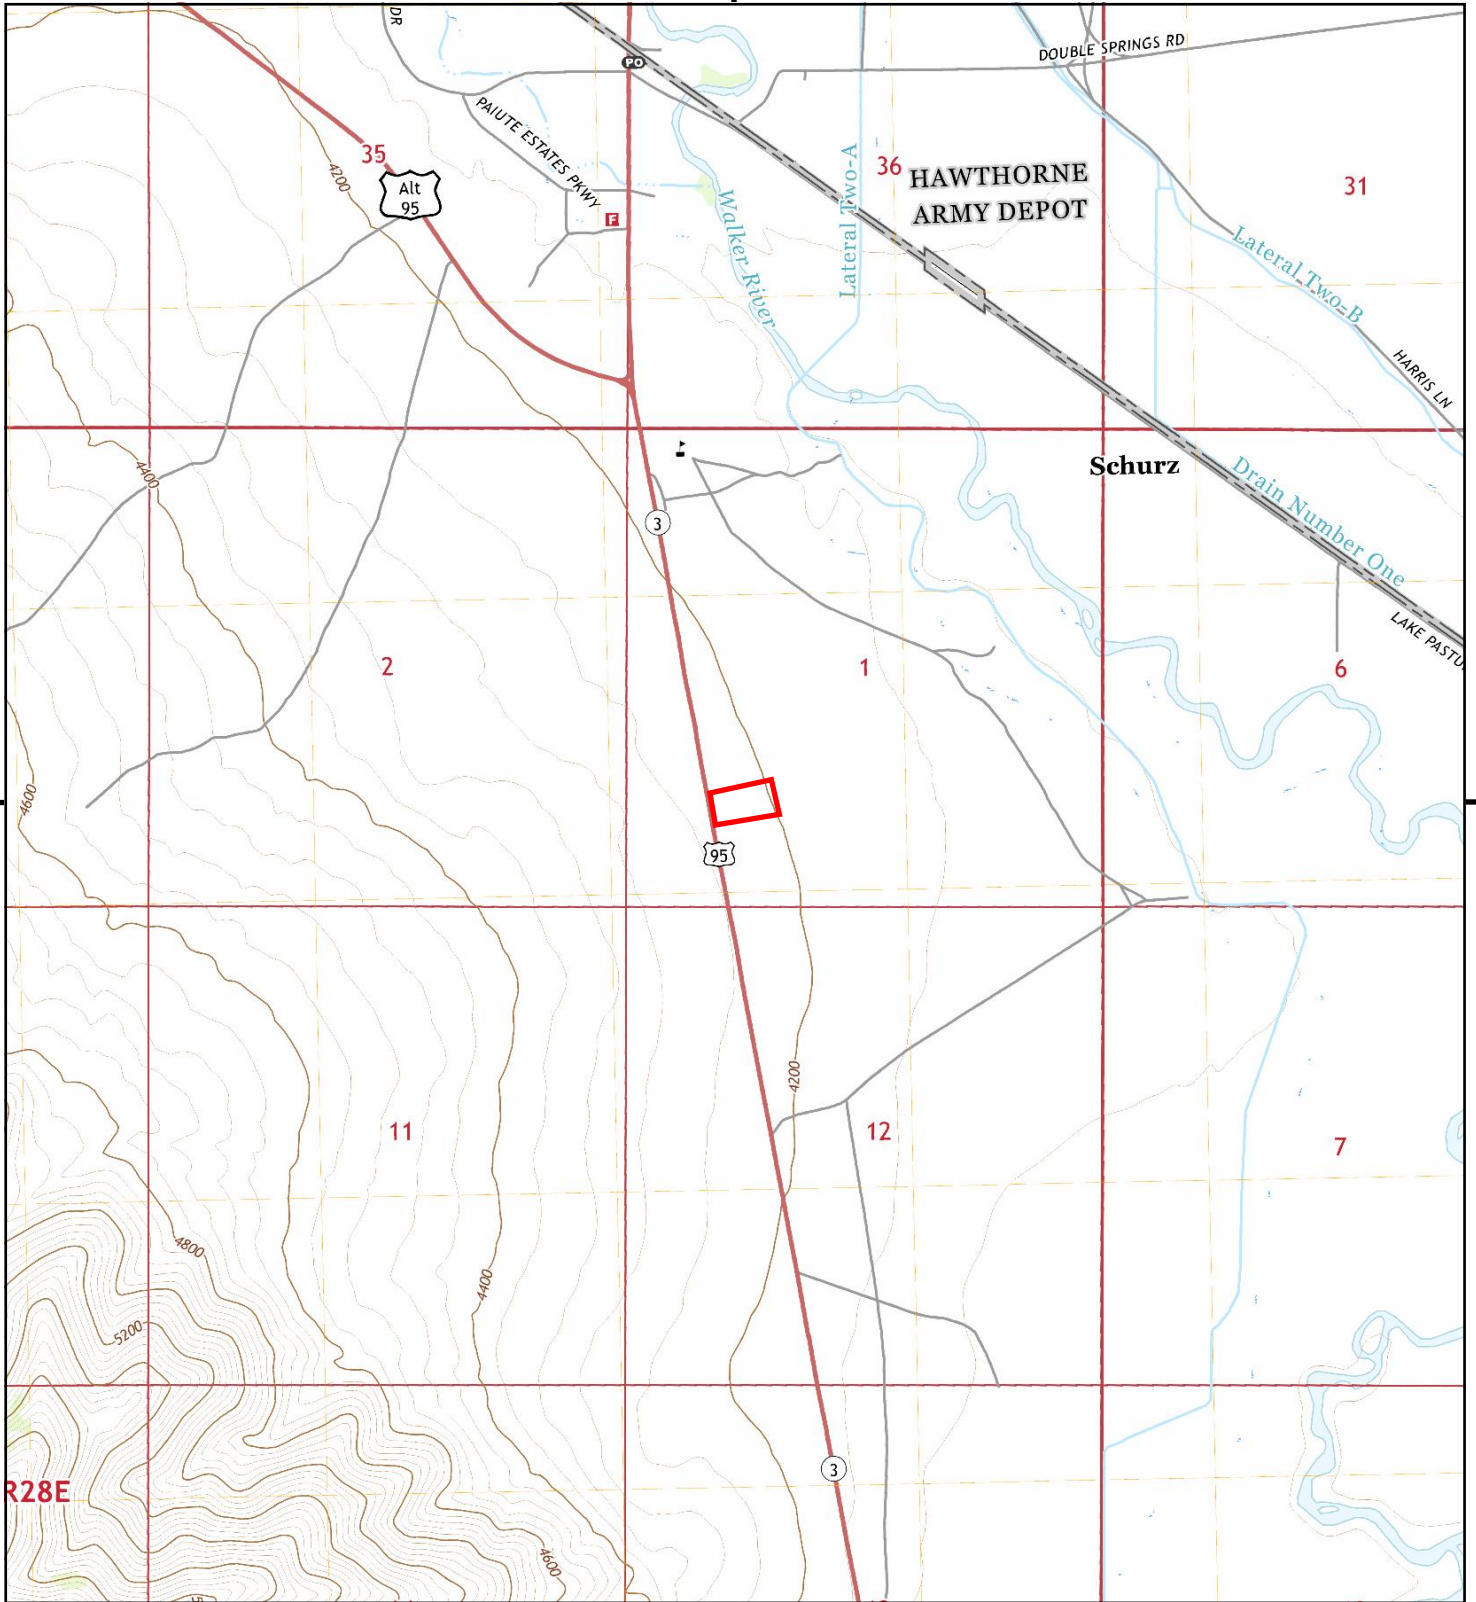 DR
PO
DOUBLE SPRINGS RD
PAIUTE ESTATES PKWY
35
4200
Alt
95
F
Walker River
Lateral Two-A
36
HAWTHORNE
ARMY DEPOT
31
Lateral Two-B
HARRIS LN
4400
3
Schurz
Drain Number One
LAKE PASTU
2
1
6
4600
95
4200
11
12
7
4800
4400
5200
3
R28E
4600